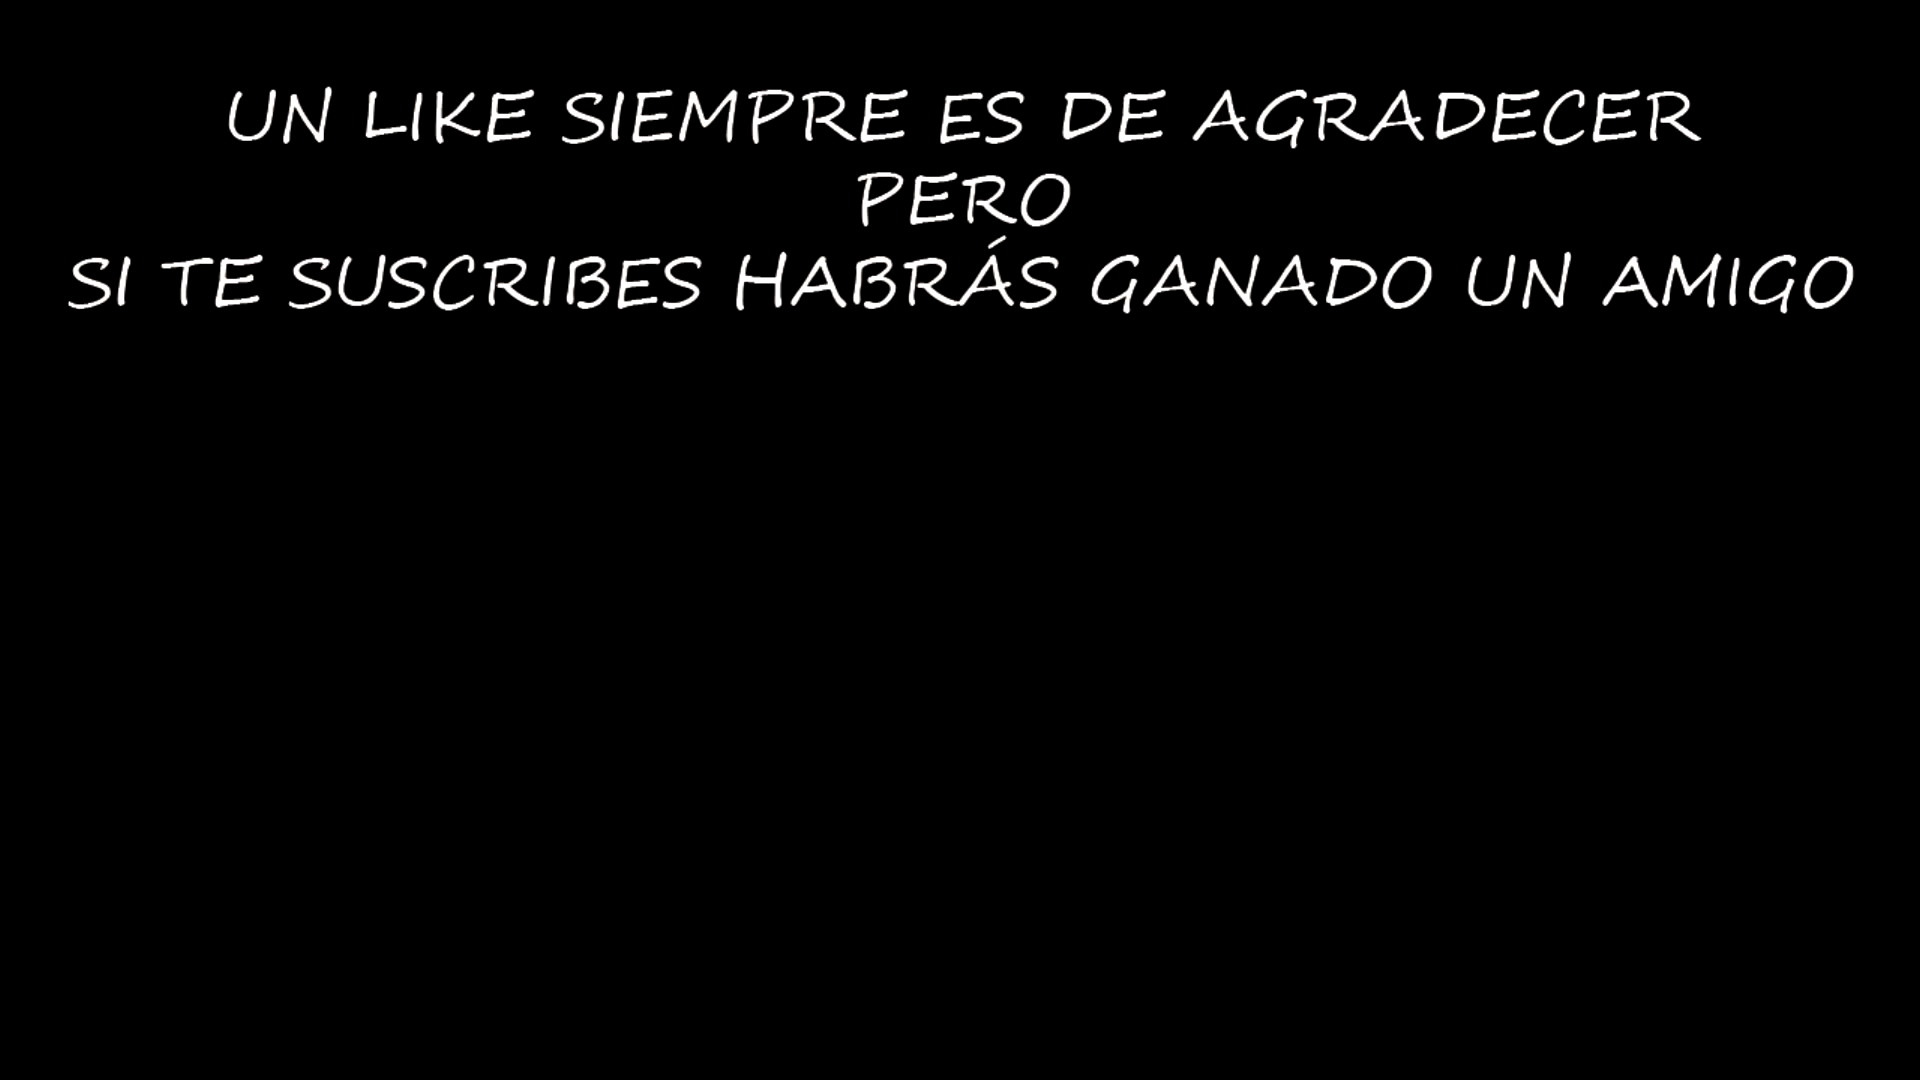 UN LIKE SIEMPRE ES DE AGRADECER
PERO
SI TE SUSCRIBES HABRÁS GANADO UN AMIGO